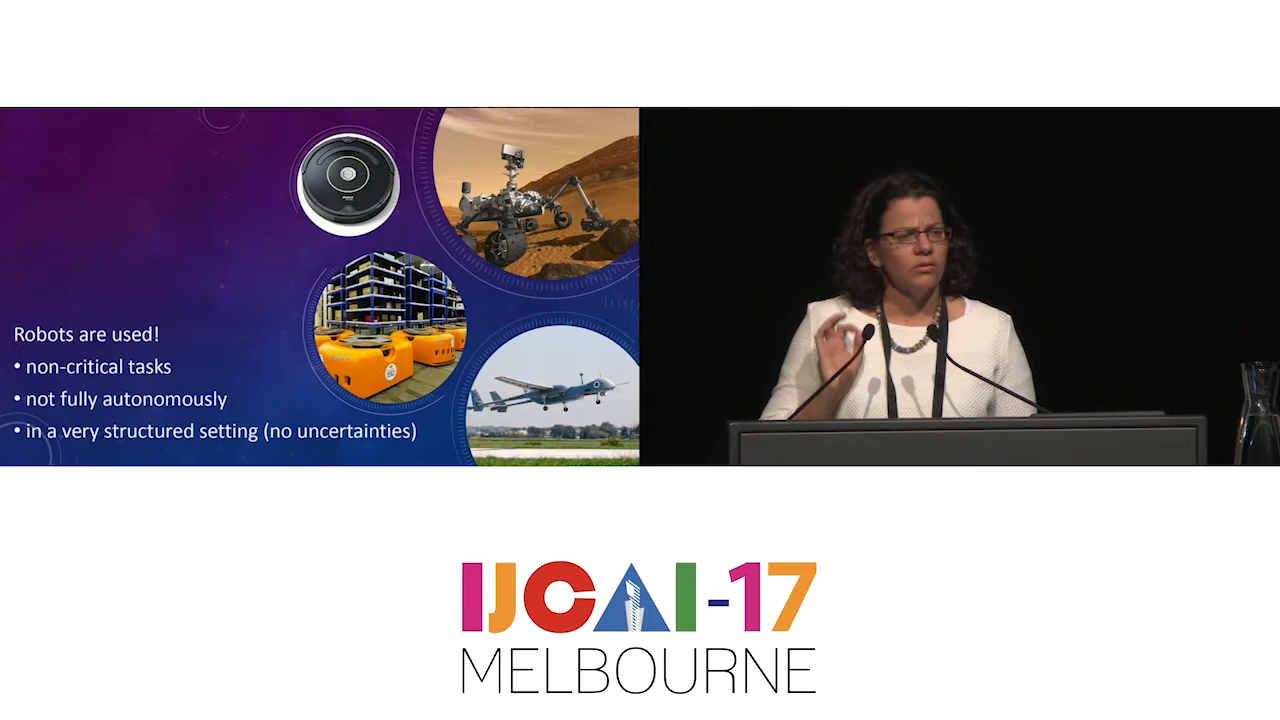 Robots are used!
• non-critical tasks
• not fully autonomously
• in a very structured setting (no uncertainties)
IJCAI-17
MELBOURNE